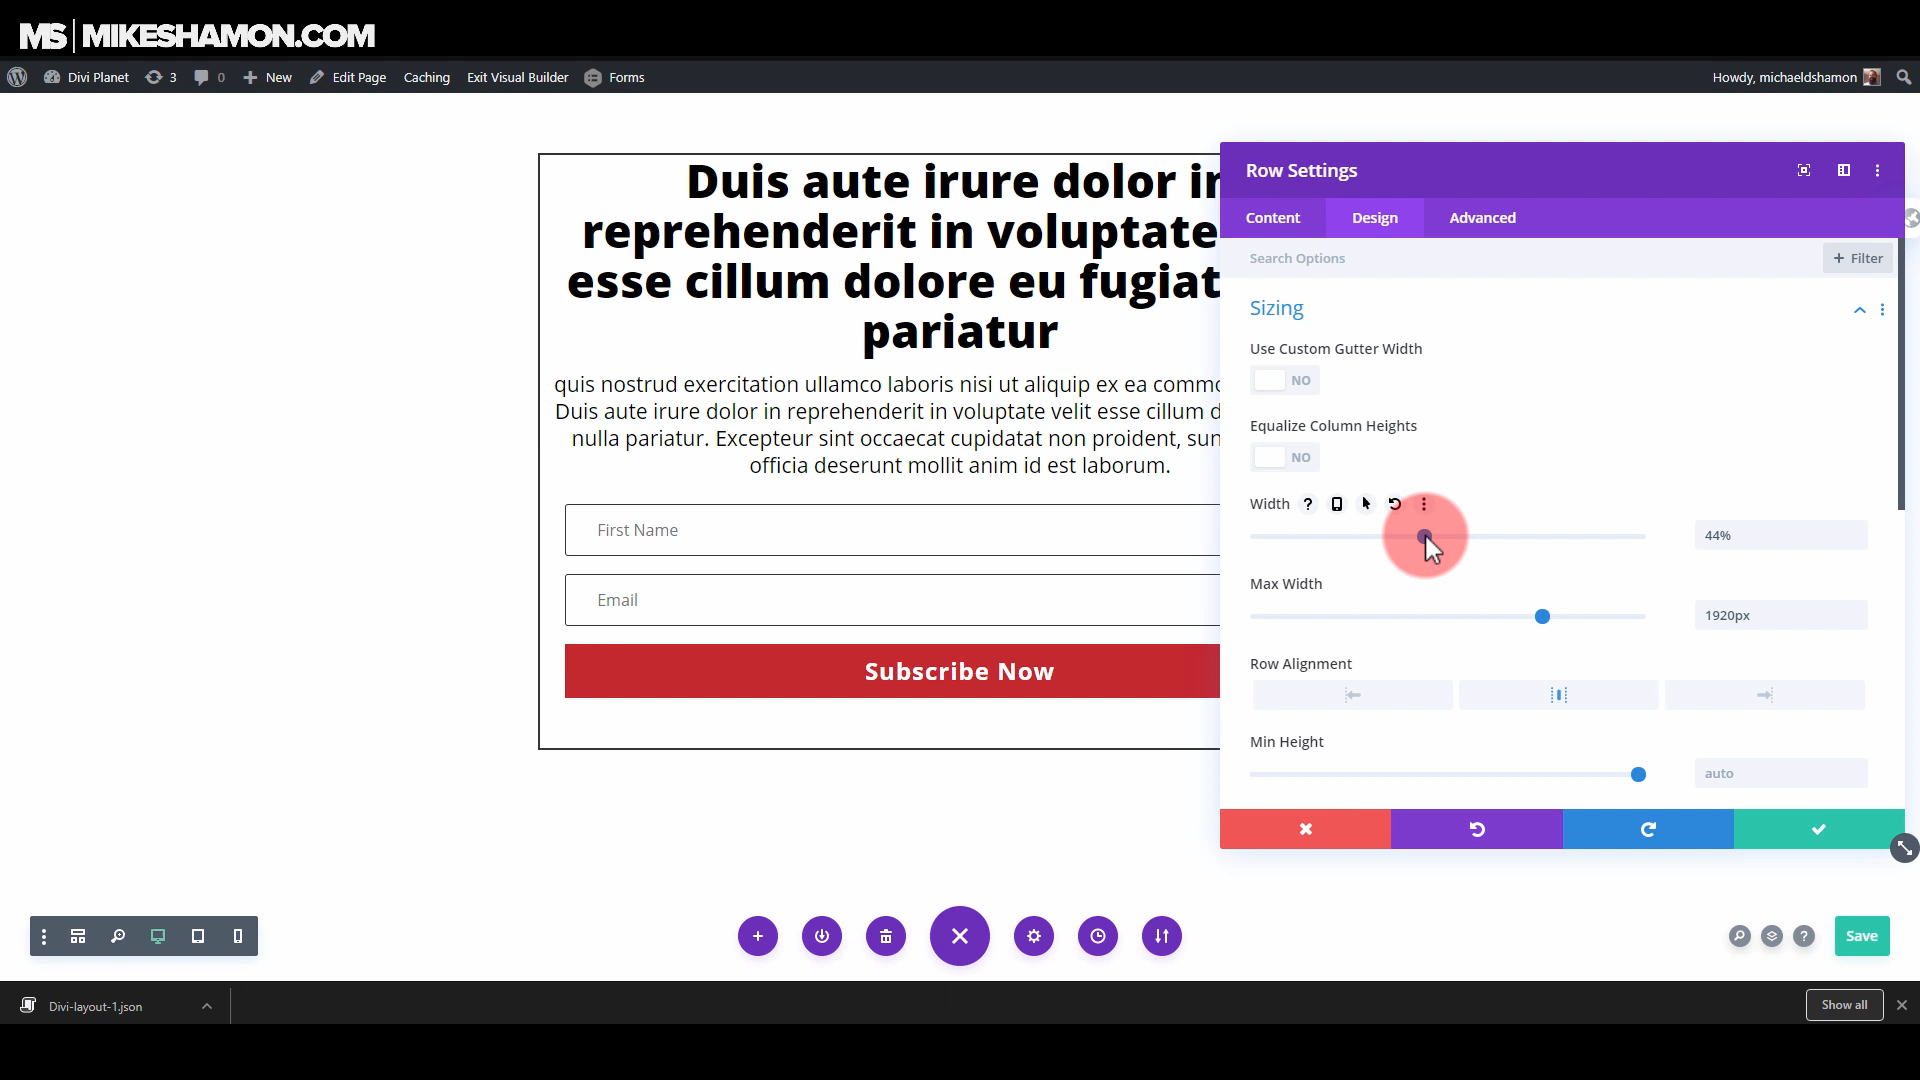 MS | MIKESHAMON.COM
Divi Planet 3 0 New Edit Page Caching Exit Visual Builder Forms Howdy, michaeldshamon
Duis aute irure dolor in
reprehenderit in voluptate
esse cillum dolore eu fugiat
pariatur
quis nostrud exercitation ullamco laboris nisi ut aliquip ex ea commo
Duis aute irure dolor in reprehenderit in voluptate velit esse cillum d
nulla pariatur. Excepteur sint occaecat cupidatat non proident, sun
officia deserunt mollit anim id est laborum.
First Name
Email
Subscribe Now
Row Settings
Content Design Advanced
Search Options + Filter
Sizing
Use Custom Gutter Width
NO
Equalize Column Heights
NO
Width ?
44%
Max Width
1920px
Row Alignment
Min Height
auto
? Save
Divi-layout-1.json Show all